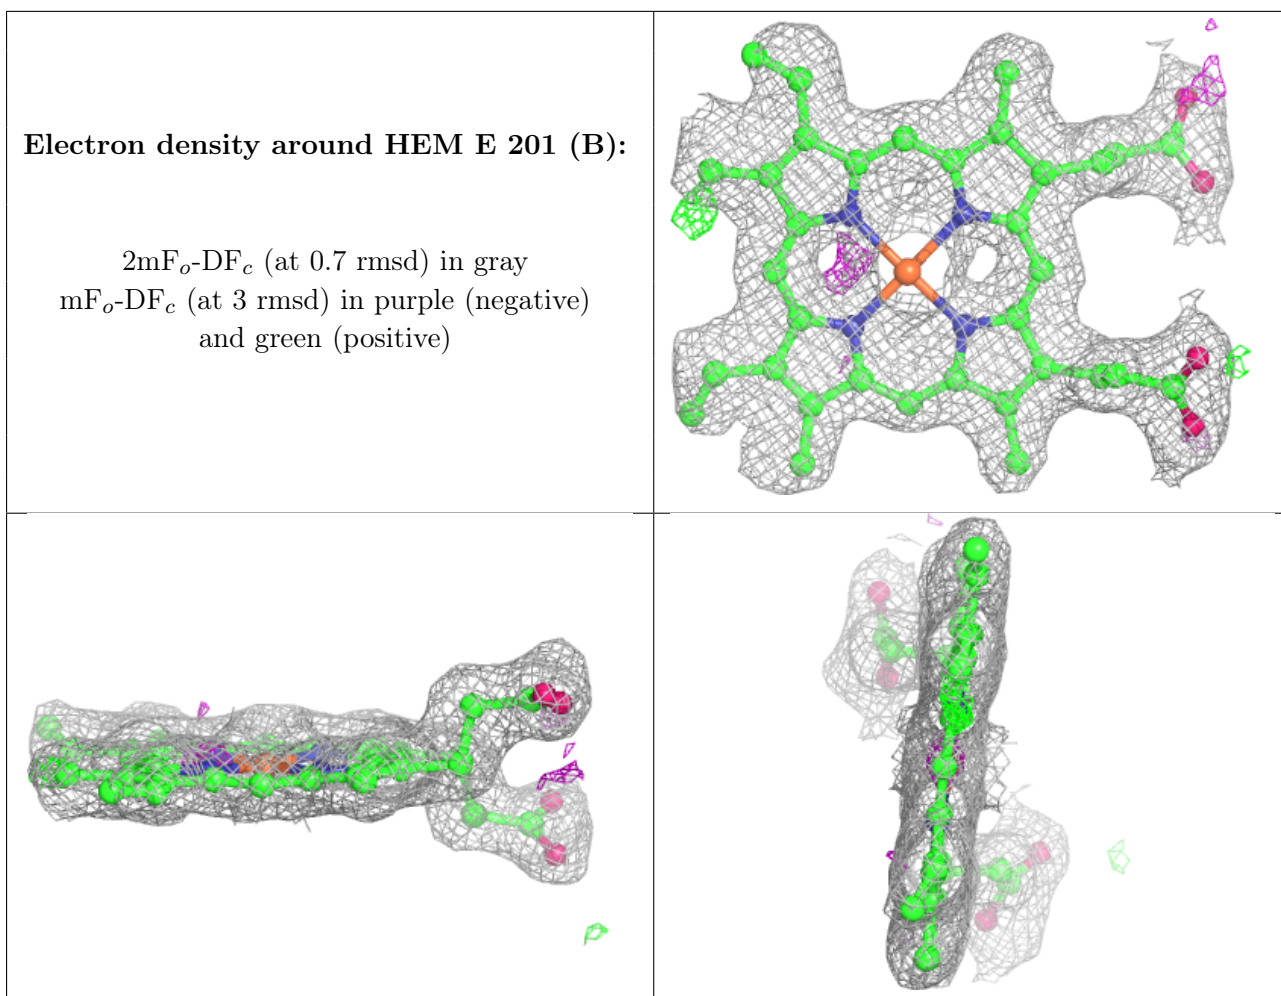 Electron density around HEM E 201 (B):
2mFₒ-DF𝒸 (at 0.7 rmsd) in gray
mFₒ-DF𝒸 (at 3 rmsd) in purple (negative)
and green (positive)